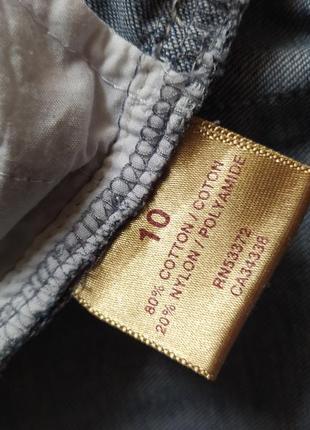 10
80% COTTON / COTON
20% NYLON / POLYAMIDE
RN53372
CA34338